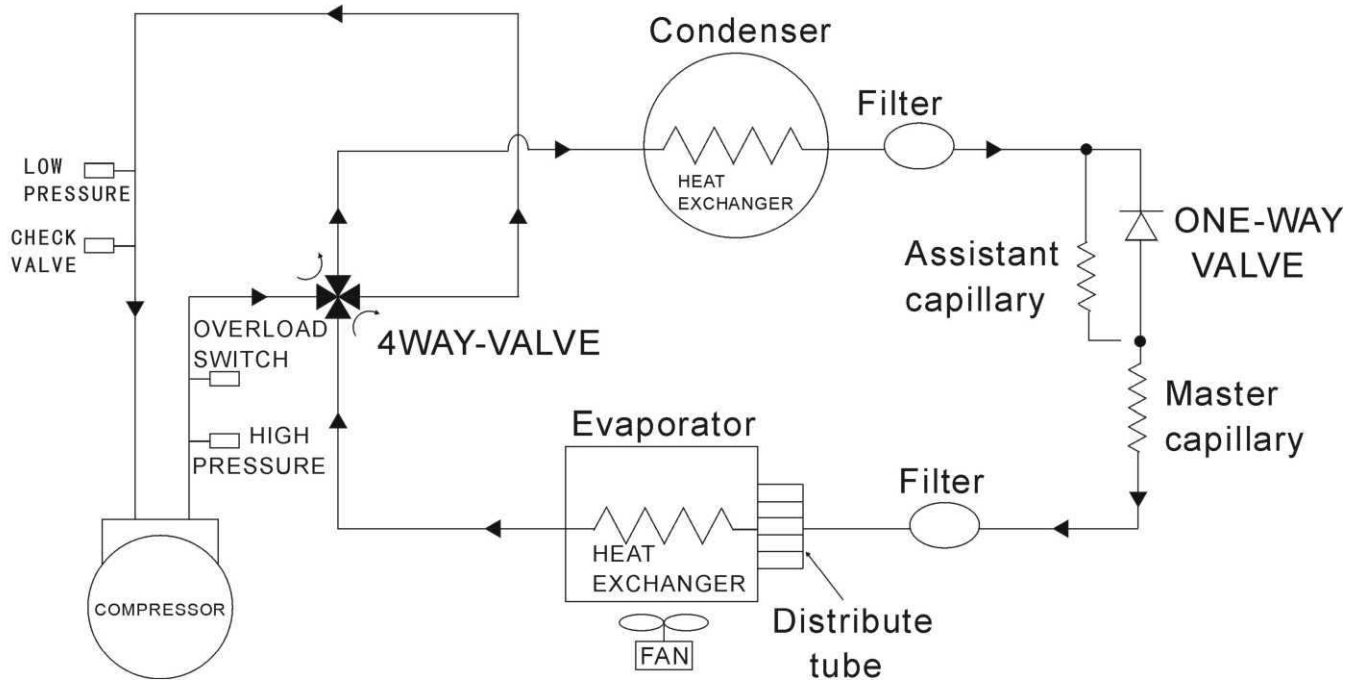 Condenser
Filter
LOW
PRESSURE
HEAT
EXCHANGER
CHECK
VALVE
ONE-WAY
VALVE
Assistant
capillary
OVERLOAD
SWITCH
4WAY-VALVE
Master
capillary
HIGH
PRESSURE
Evaporator
Filter
HEAT
EXCHANGER
COMPRESSOR
Distribute
tube
FAN